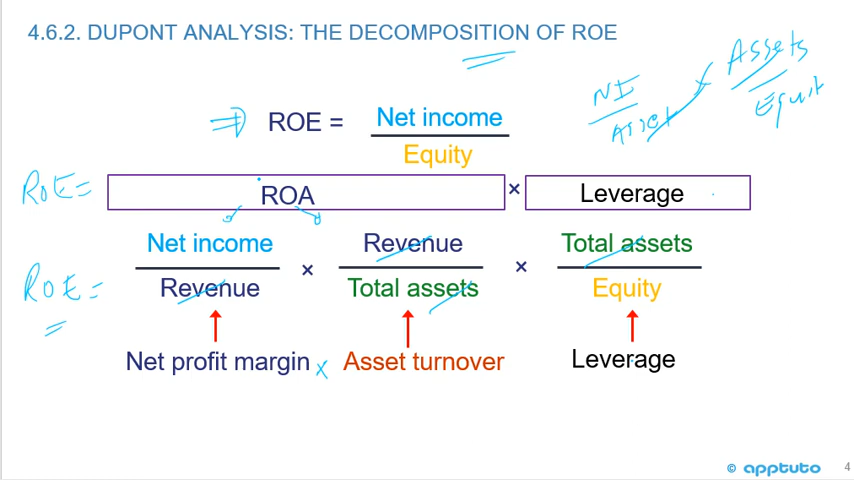 4.6.2. DUPONT ANALYSIS: THE DECOMPOSITION OF ROE
NI / Asset × Assets / Equit
⇒ ROE = Net income
Equity
ROE = ROA × Leverage
Net income Revenue Total assets
ROE = × × 
Revenue Total assets Equity
Net profit margin × Asset turnover Leverage
© apptuto 4